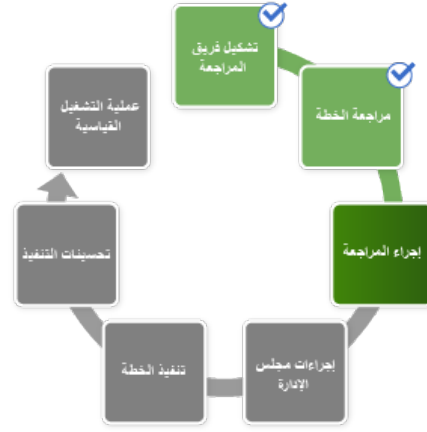 تشكيل فريق
المراجعة
مراجعة الخطة
إجراء المراجعة
إجراءات مجلس
الإدارة
تنفيذ الخطة
تحسينات التنفيذ
عملية التشغيل
القياسية